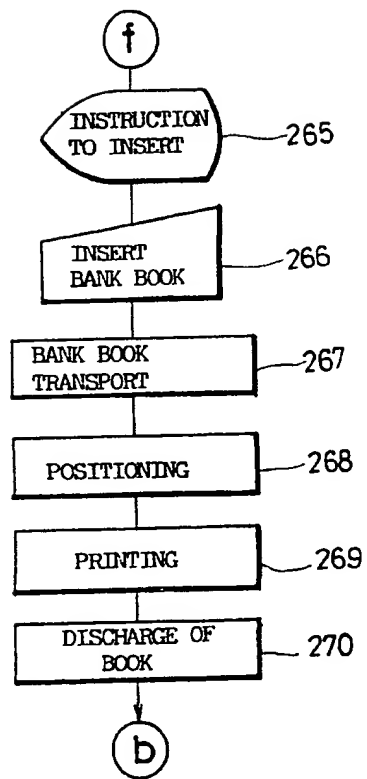 f
INSTRUCTION
TO INSERT
265
INSERT
BANK BOOK
266
BANK BOOK
TRANSPORT
267
POSITIONING
268
PRINTING
269
DISCHARGE OF
BOOK
270
b